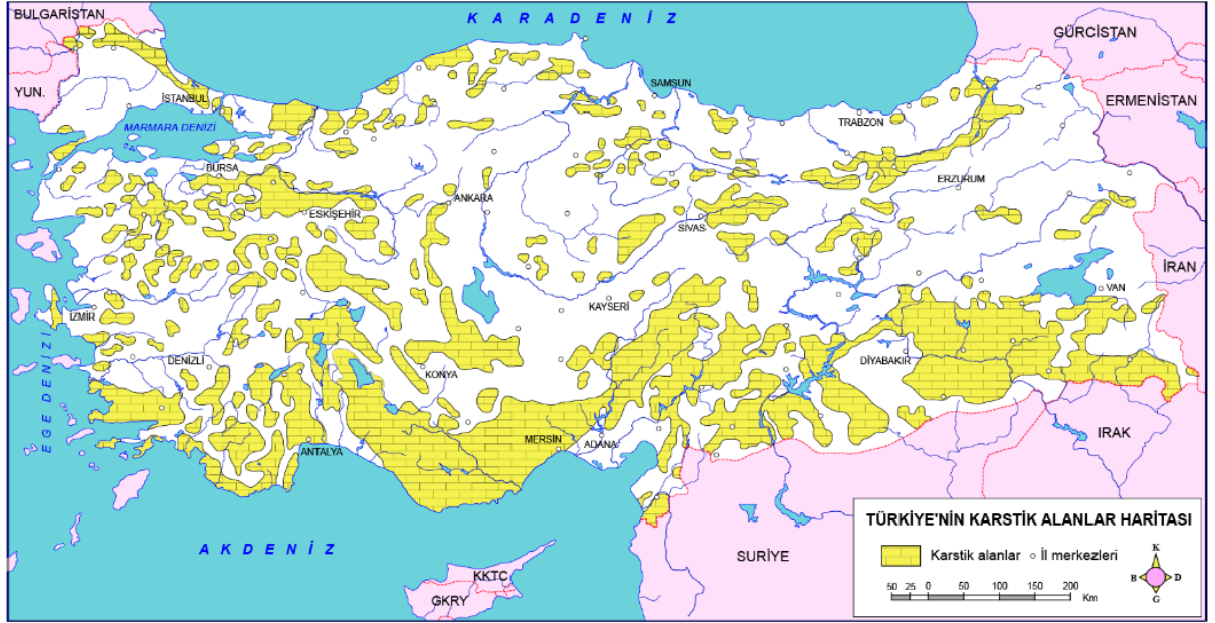 BULGARİSTAN
K A R A D E N İ Z
GÜRCİSTAN
YUN.
İSTANBUL
SAMSUN
ERMENİSTAN
MARMARA DENİZİ
TRABZON
BURSA
ERZURUM
ANKARA
ESKİŞEHİR
SİVAS
İRAN
VAN
KAYSERİ
İZMİR
DENİZLİ
DİYABAKIR
KONYA
EGE DENİZİ
IRAK
MERSİN
ADANA
ANTALYA
TÜRKİYE'NİN KARSTİK ALANLAR HARİTASI
A K D E N İ Z
SURİYE
Karstik alanlar
İl merkezleri
K
B
D
G
KKTC
GKRY
50 25 0 50 100 150 200
Km